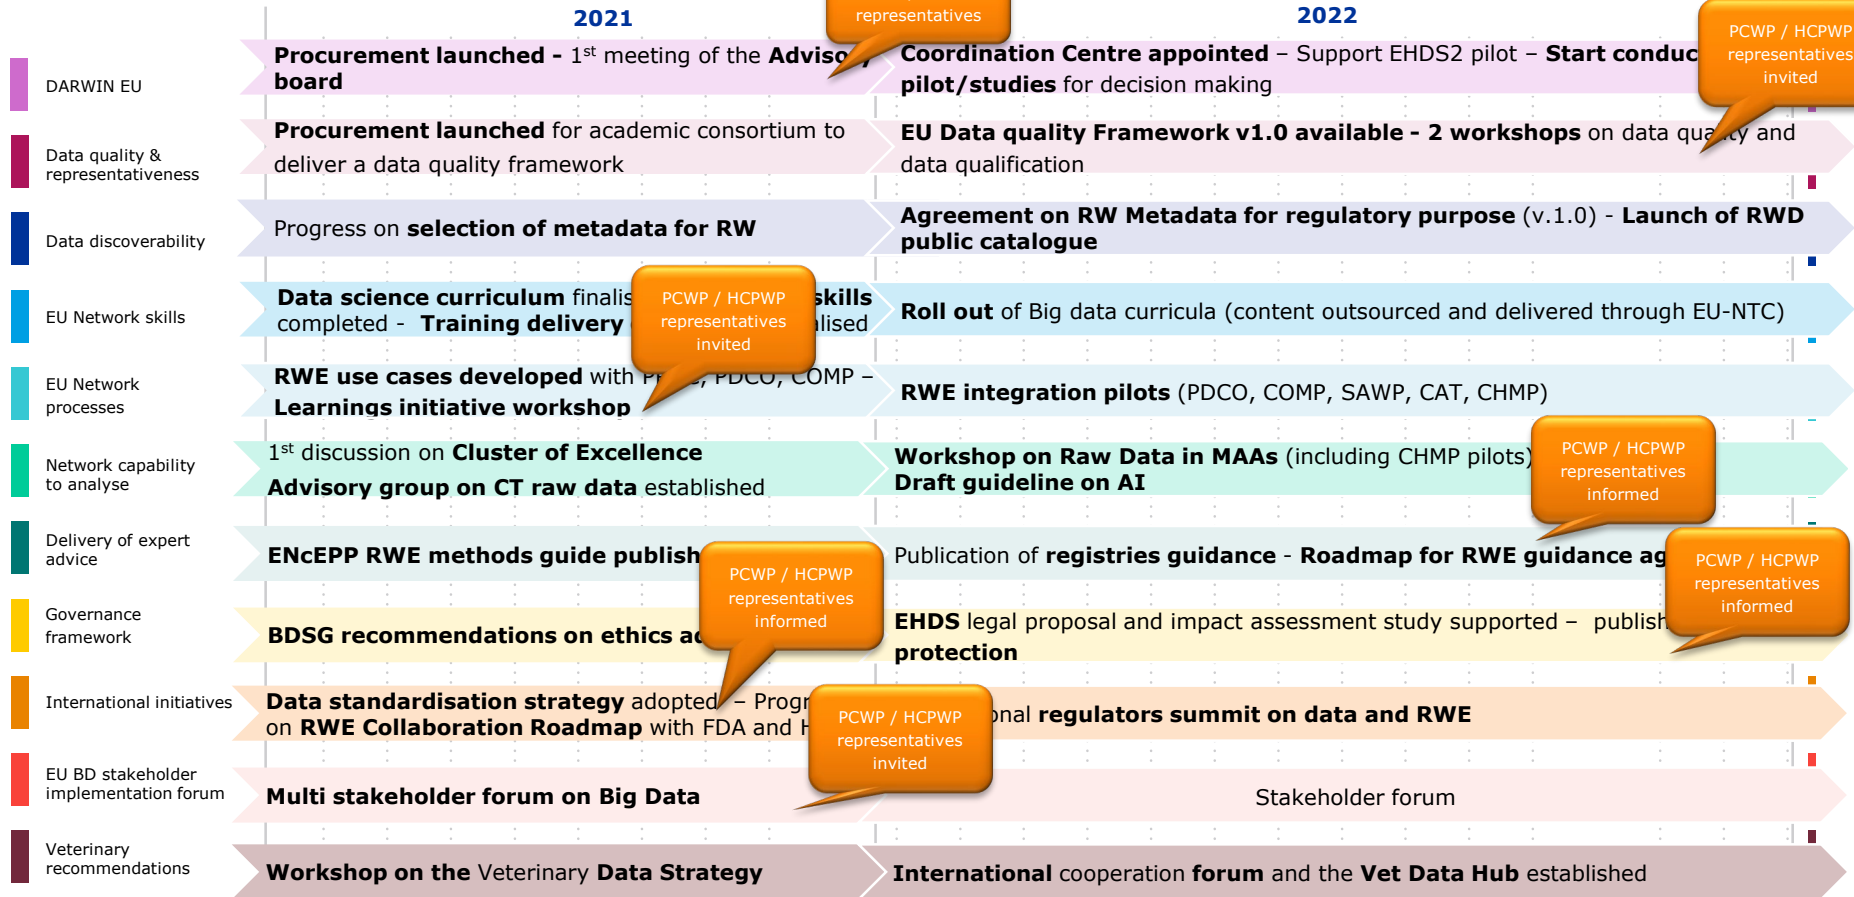 2021
2022
representatives
PCWP / HCPWP
representatives
invited
DARWIN EU
Procurement launched - 1st meeting of the Advisory
board
Coordination Centre appointed – Support EHDS2 pilot – Start conduc
pilot/studies for decision making
Data quality &
representativeness
Procurement launched for academic consortium to
deliver a data quality framework
EU Data quality Framework v1.0 available - 2 workshops on data quality and
data qualification
Data discoverability
Progress on selection of metadata for RW
Agreement on RW Metadata for regulatory purpose (v.1.0) - Launch of RWD
public catalogue
EU Network skills
Data science curriculum finalis skills
completed - Training delivery alised
PCWP / HCPWP
representatives
invited
Roll out of Big data curricula (content outsourced and delivered through EU-NTC)
EU Network
processes
RWE use cases developed with PDCO, COMP –
Learnings initiative workshop
RWE integration pilots (PDCO, COMP, SAWP, CAT, CHMP)
Network capability
to analyse
1st discussion on Cluster of Excellence
Advisory group on CT raw data established
Workshop on Raw Data in MAAs (including CHMP pilots)
Draft guideline on AI
PCWP / HCPWP
representatives
informed
Delivery of expert
advice
ENcEPP RWE methods guide publish
Publication of registries guidance - Roadmap for RWE guidance ag
PCWP / HCPWP
representatives
informed
PCWP / HCPWP
representatives
informed
Governance
framework
BDSG recommendations on ethics ad
EHDS legal proposal and impact assessment study supported – publish
protection
International initiatives
Data standardisation strategy adopted – Progr
on RWE Collaboration Roadmap with FDA and H
PCWP / HCPWP
representatives
invited
onal regulators summit on data and RWE
EU BD stakeholder
implementation forum
Multi stakeholder forum on Big Data
Stakeholder forum
Veterinary
recommendations
Workshop on the Veterinary Data Strategy
International cooperation forum and the Vet Data Hub established